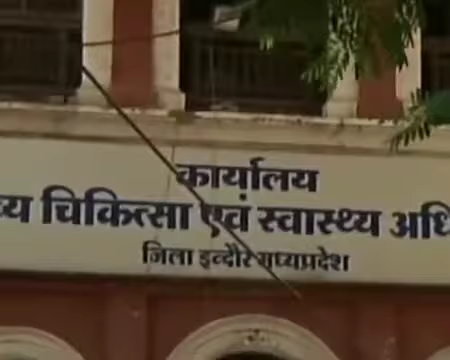 कार्यालय
चिकित्सा एवं स्वास्थ्य
जिला इन्दौर मध्यप्रदेश